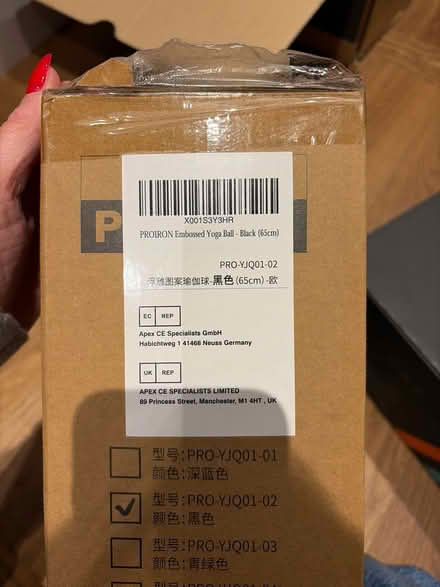 P
X001S3Y3HR
PROIRON Embossed Yoga Ball - Black (65cm)
PRO-YJQ01-02
浮雕图案瑜伽球-黑色(65cm)-欧
EC REP
Apex CE Specialists GmbH
Habichtweg 1 41468 Neuss Germany
UK REP
APEX CE SPECIALISTS LIMITED
89 Princess Street, Manchester, M1 4HT , UK
型号:PRO-YJQ01-01
颜色:深蓝色
型号:PRO-YJQ01-02
颜色:黑色
型号:PRO-YJQ01-03
颜色:青绿色